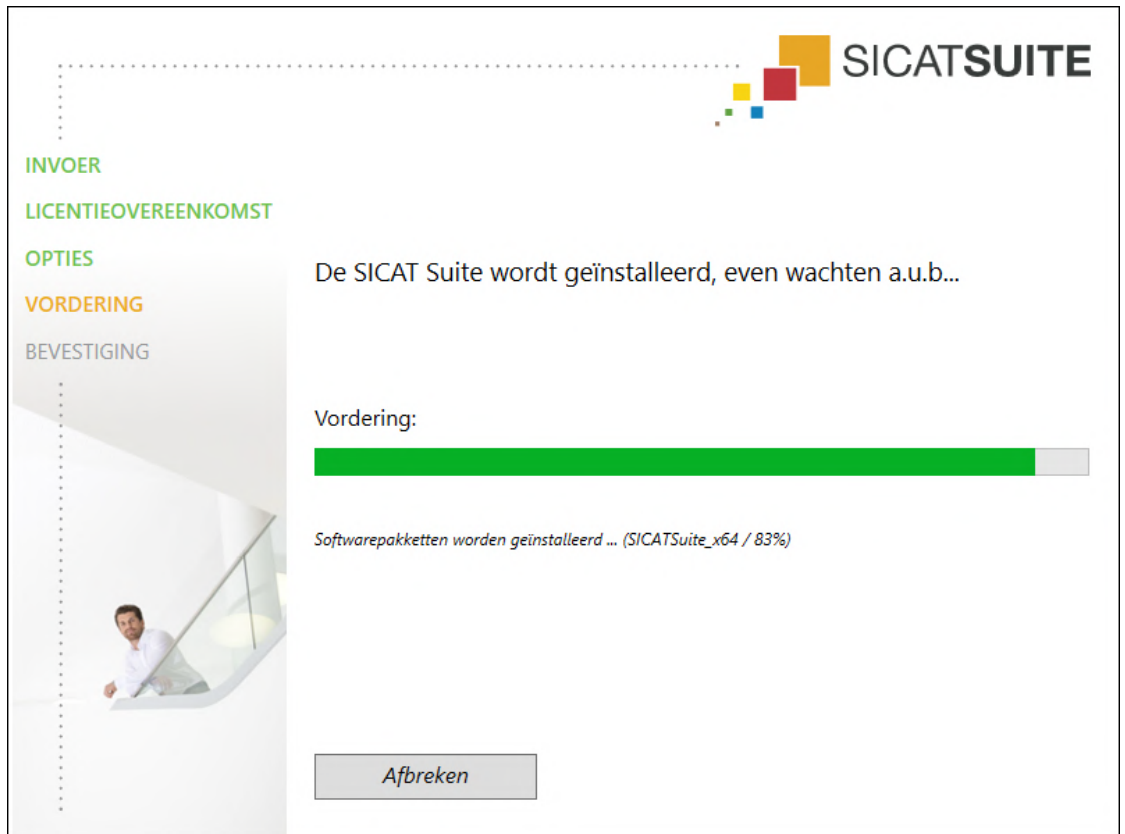 SICATSUITE
INVOER
LICENTIEOVEREENKOMST
OPTIES
VORDERING
BEVESTIGING
De SICAT Suite wordt geïnstalleerd, even wachten a.u.b...
Vordering:
Softwarepakketten worden geïnstalleerd ... (SICATSuite_x64 / 83%)
Afbreken